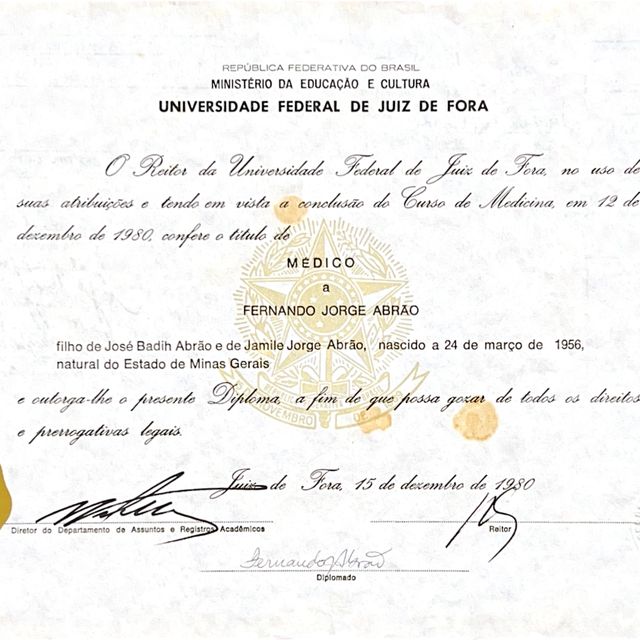 REPÚBLICA FEDERATIVA DO BRASIL
MINISTÉRIO DA EDUCAÇÃO E CULTURA
UNIVERSIDADE FEDERAL DE JUIZ DE FORA
O Reitor da Universidade Federal de Juiz de Fora, no uso de
suas atribuições e tendo em vista a conclusão do Curso de Medicina, em 12 de
dezembro de 1980, confere o título de
MÉDICO
a
FERNANDO JORGE ABRÃO
filho de José Badih Abrão e de Jamile Jorge Abrão, nascido a 24 de março de 1956,
natural do Estado de Minas Gerais
e outorga-lhe o presente Diploma, a fim de que possa gozar de todos os direitos
e prerrogativas legais.
Juiz de Fora, 15 de dezembro de 1980
Diretor do Departamento de Assuntos e Registros Acadêmicos
Reitor
Fernando J Abrão
Diplomado